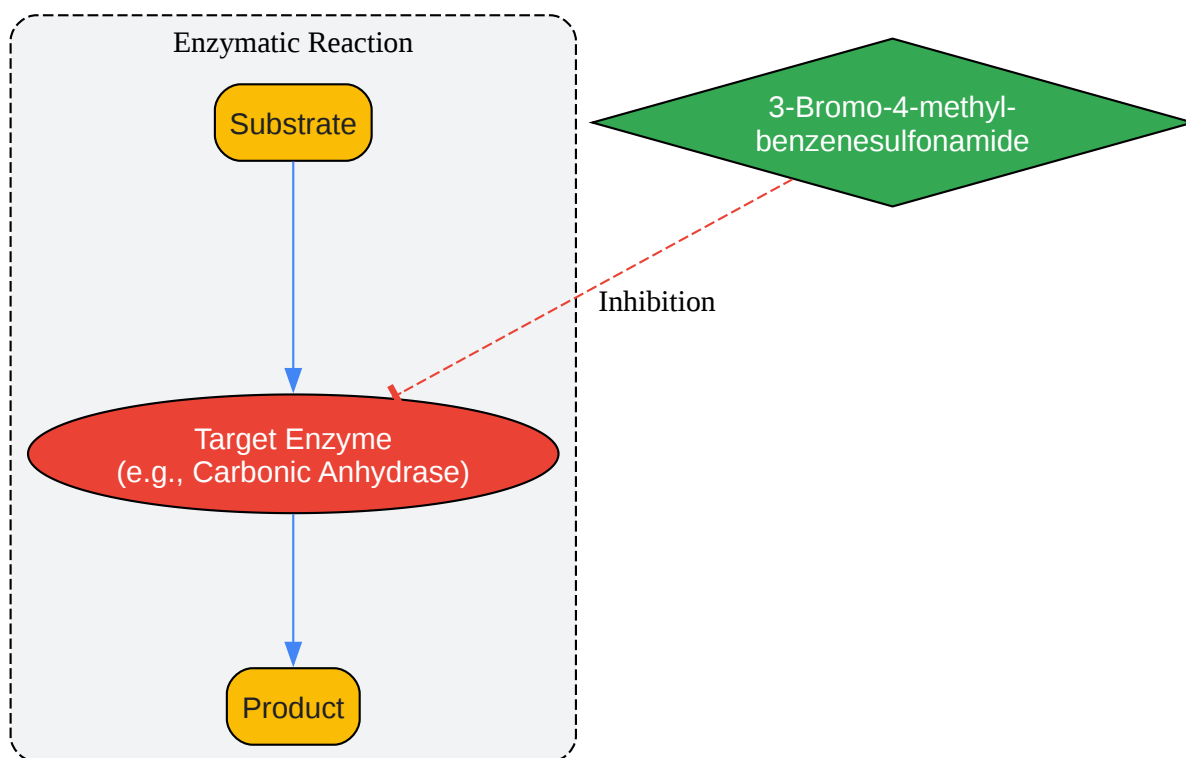 Enzymatic Reaction
Substrate
3-Bromo-4-methyl-
benzenesulfonamide
Inhibition
Target Enzyme
(e.g., Carbonic Anhydrase)
Product